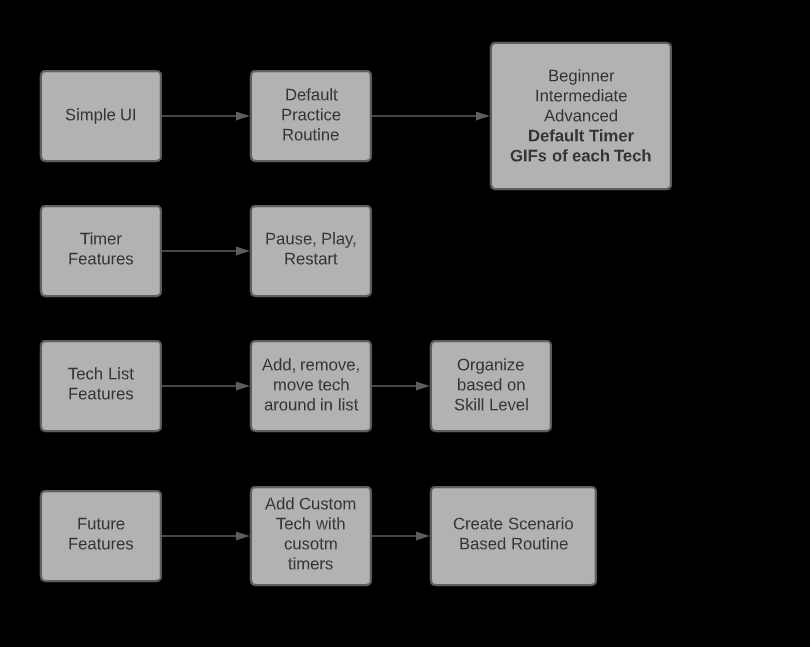 Simple UI
Default
Practice
Routine
Beginner
Intermediate
Advanced
Default Timer
GIFs of each Tech
Timer
Features
Pause, Play,
Restart
Tech List
Features
Add, remove,
move tech
around in list
Organize
based on
Skill Level
Future
Features
Add Custom
Tech with
cusotm
timers
Create Scenario
Based Routine